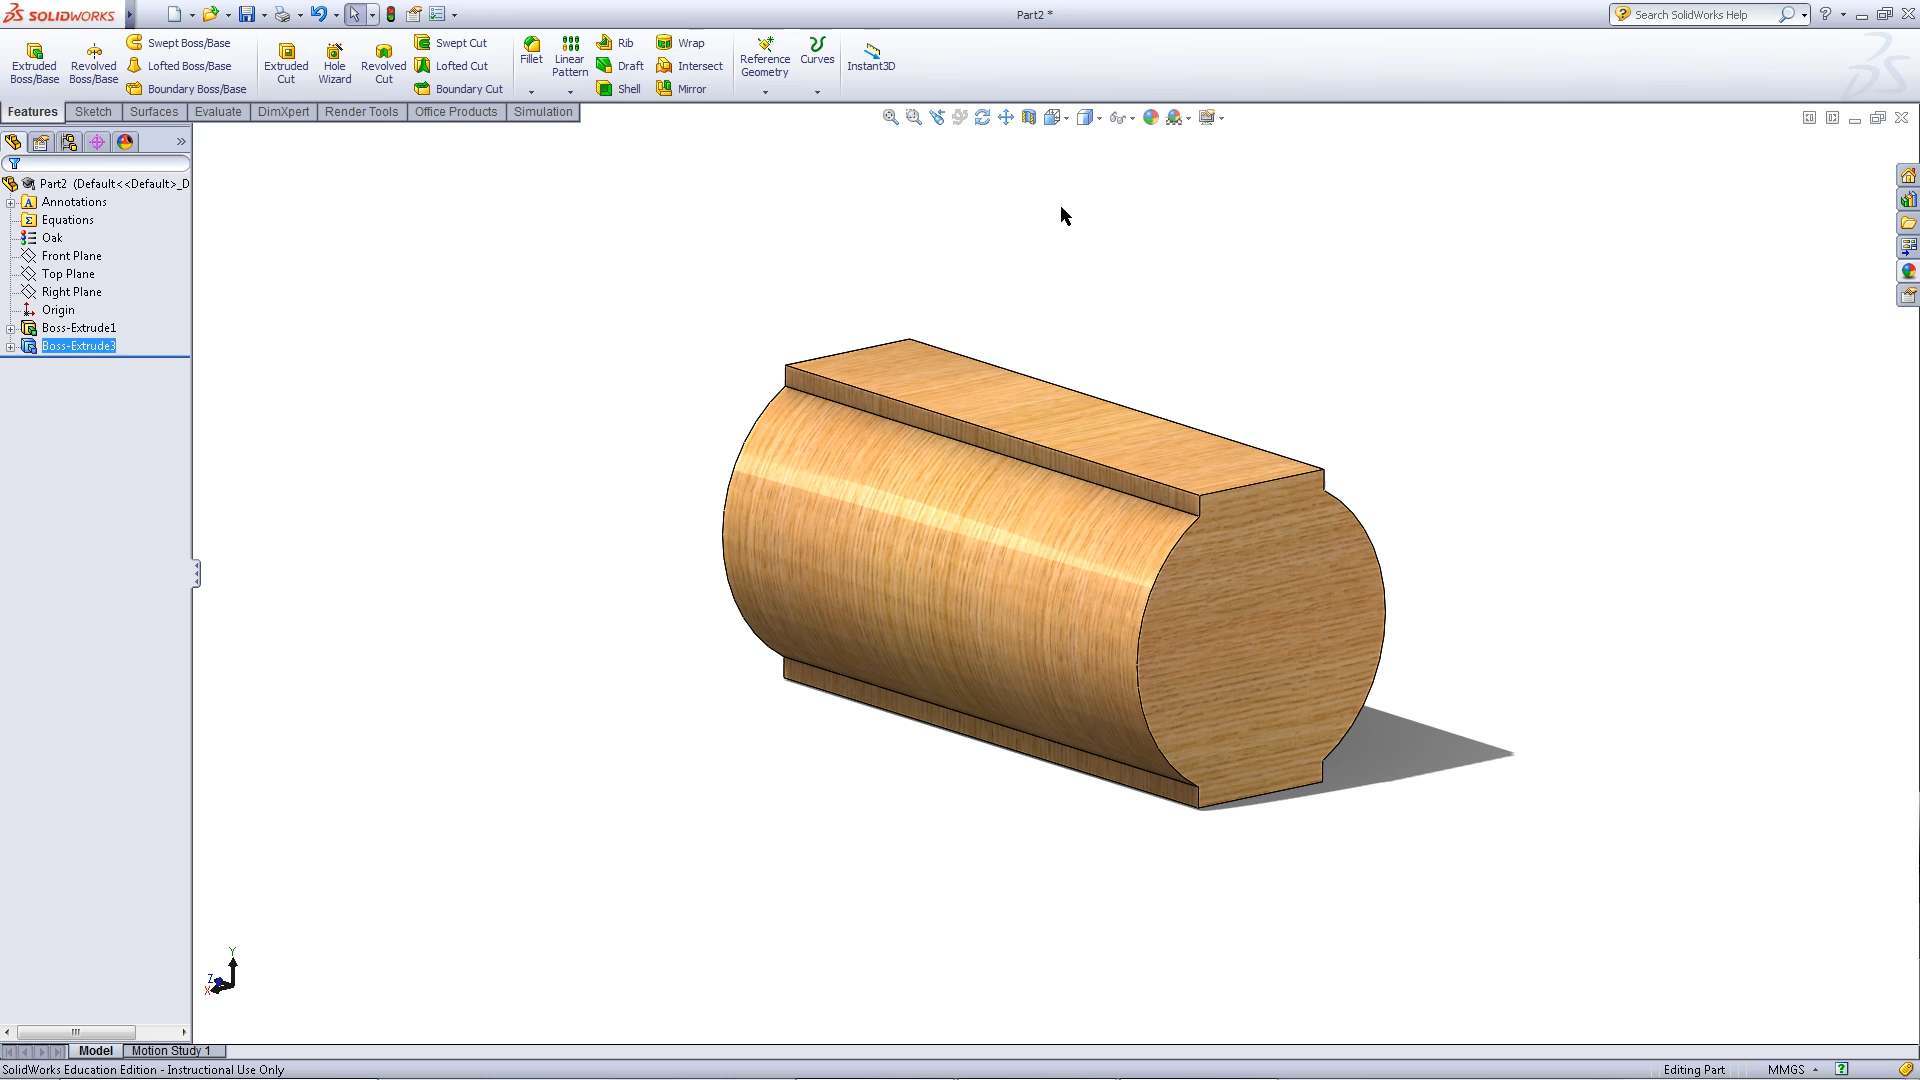 SOLIDWORKS
Part2 *
Search SolidWorks Help
Extruded Boss/Base
Revolved Boss/Base
Swept Boss/Base
Lofted Boss/Base
Boundary Boss/Base
Extruded Cut
Hole Wizard
Revolved Cut
Swept Cut
Lofted Cut
Boundary Cut
Fillet
Linear Pattern
Rib
Draft
Shell
Wrap
Intersect
Mirror
Reference Geometry
Curves
Instant3D
Features Sketch Surfaces Evaluate DimXpert Render Tools Office Products Simulation
Part2 (Default<<Default>_D
Annotations
Equations
Oak
Front Plane
Top Plane
Right Plane
Origin
Boss-Extrude1
Boss-Extrude3
Y
Z
X
Model Motion Study 1
SolidWorks Education Edition - Instructional Use Only
Editing Part
MMGS